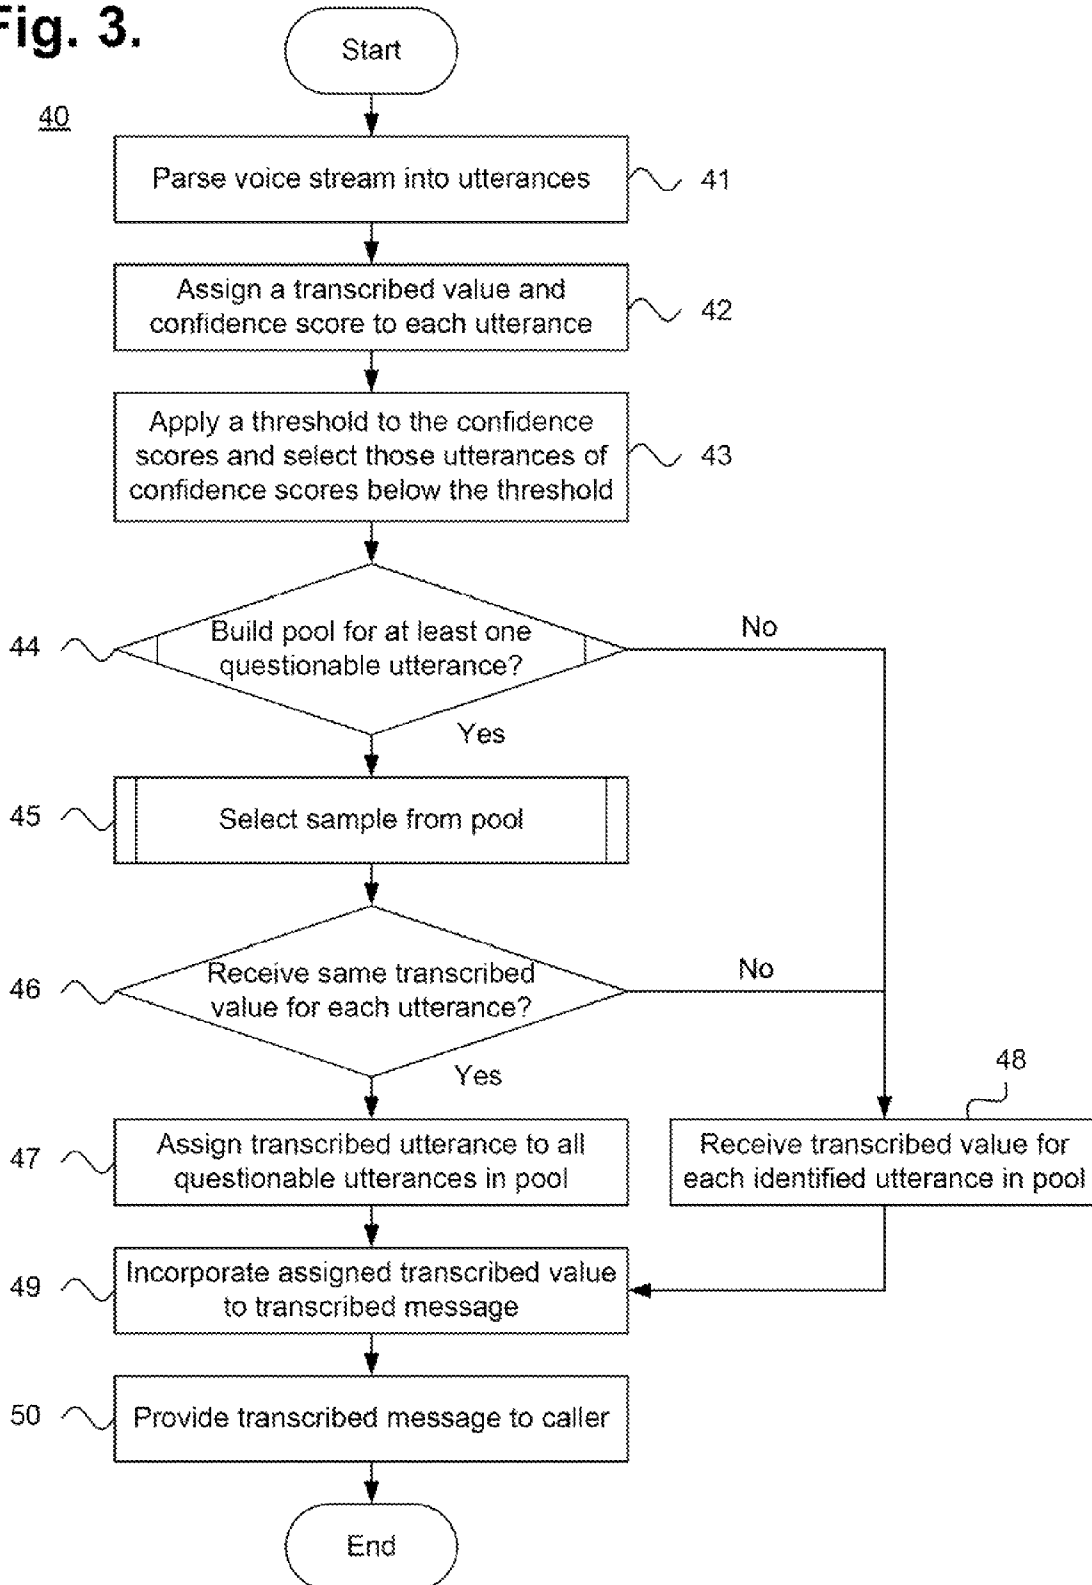 Fig. 3.
Start
40
Parse voice stream into utterances
41
Assign a transcribed value and
confidence score to each utterance
42
Apply a threshold to the confidence
scores and select those utterances of
confidence scores below the threshold
43
44
Build pool for at least one
questionable utterance?
No
Yes
45
Select sample from pool
46
Receive same transcribed
value for each utterance?
No
Yes
48
47
Assign transcribed utterance to all
questionable utterances in pool
Receive transcribed value for
each identified utterance in pool
49
Incorporate assigned transcribed value
to transcribed message
50
Provide transcribed message to caller
End